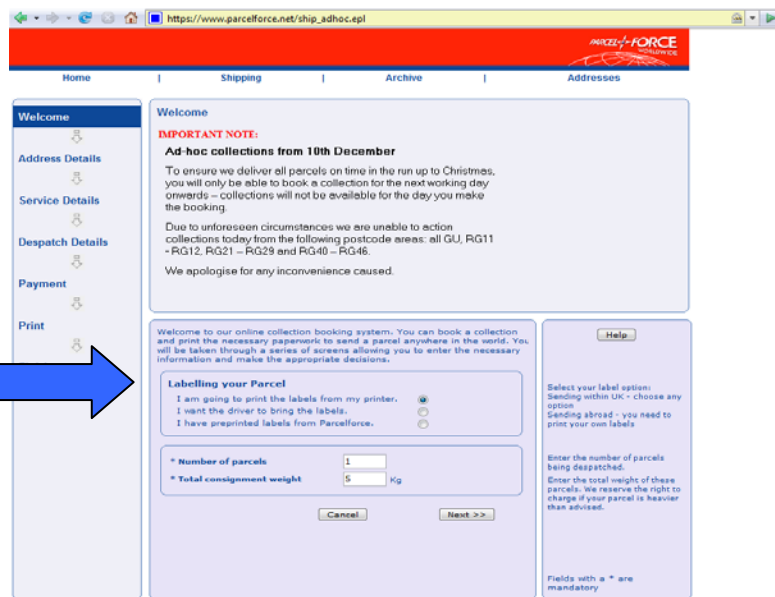 https://www.parcelforce.net/ship_adhoc.epl
PARCEL FORCE
WORLDWIDE
Home | Shipping | Archive | Addresses
Welcome
Address Details
Service Details
Despatch Details
Payment
Print
Welcome
IMPORTANT NOTE:
Ad-hoc collections from 10th December
To ensure we deliver all parcels on time in the run up to Christmas,
you will only be able to book a collection for the next working day
onwards – collections will not be available for the day you make
the booking.
Due to unforeseen circumstances we are unable to action
collections today from the following postcode areas: all GU, RG11
- RG12, RG21 – RG29 and RG40 – RG46.
We apologise for any inconvenience caused.
Welcome to our online collection booking system. You can book a collection
and print the necessary paperwork to send a parcel anywhere in the world. You
will be taken through a series of screens allowing you to enter the necessary
information and make the appropriate decisions.
Labelling your Parcel
I am going to print the labels from my printer.
I want the driver to bring the labels.
I have preprinted labels from Parcelforce.
* Number of parcels 1
* Total consignment weight 5 Kg
Cancel Next >>
Help
Select your label option:
Sending within UK - choose any
option
Sending abroad - you need to
print your own labels
Enter the number of parcels
being despatched.
Enter the total weight of these
parcels. We reserve the right to
charge if your parcel is heavier
than advised.
Fields with a * are
mandatory